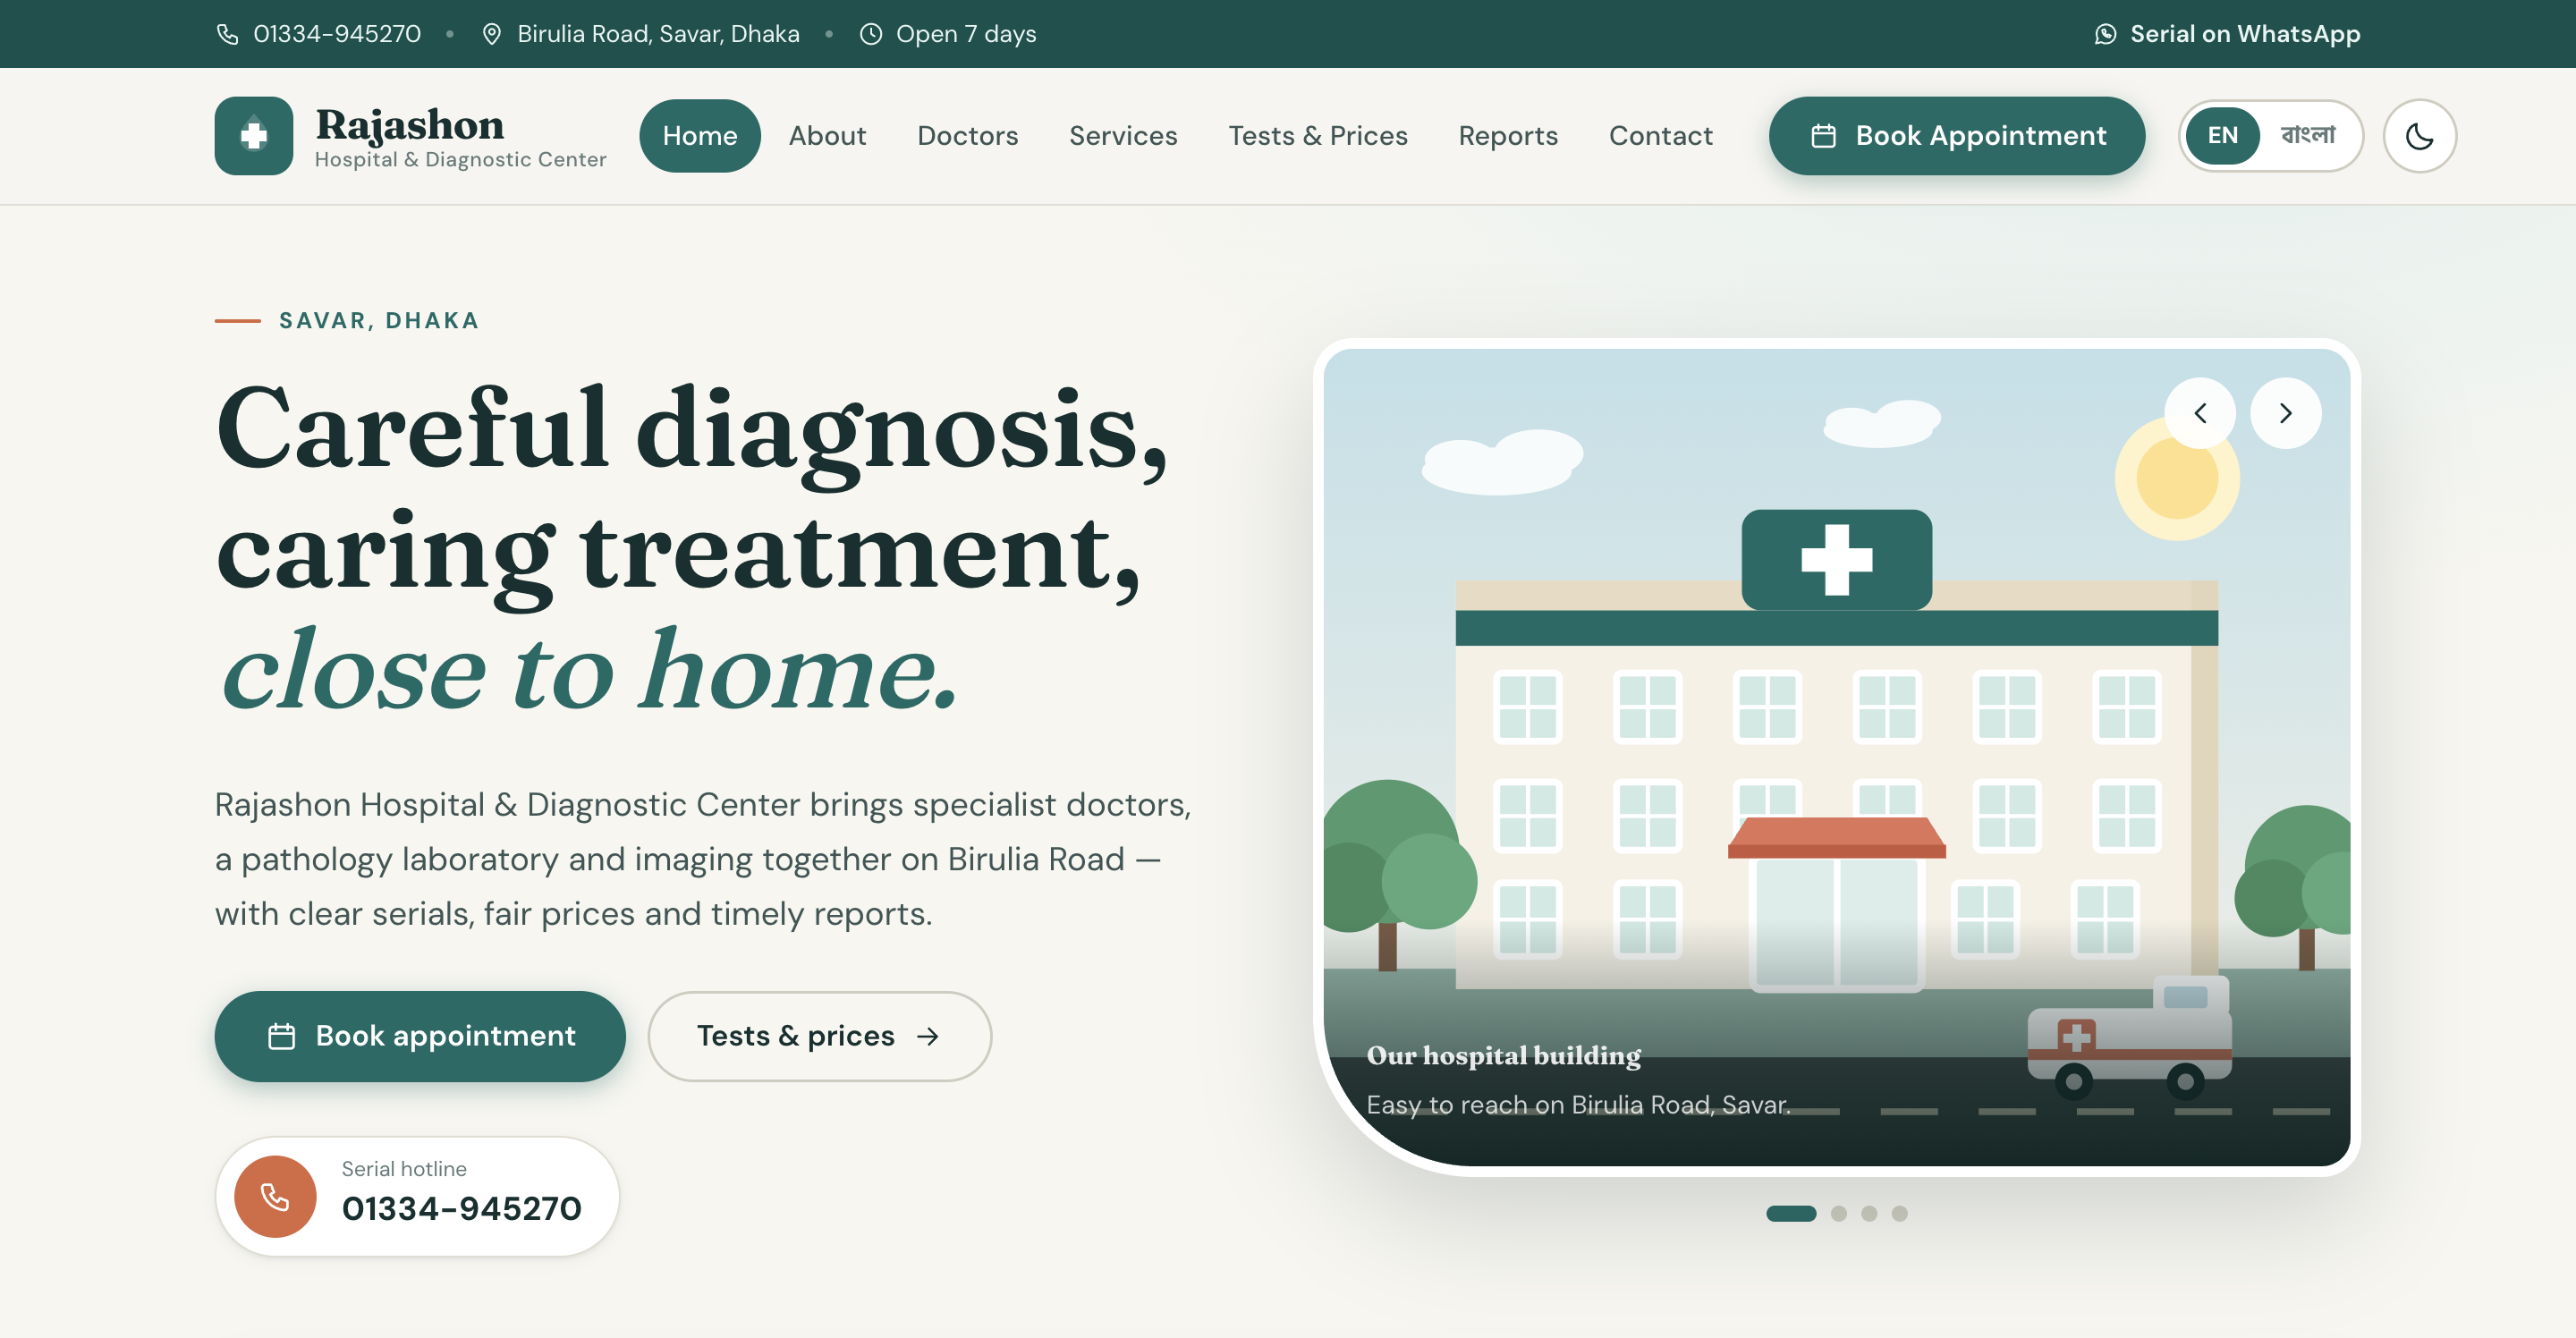 01334-945270 • Birulia Road, Savar, Dhaka • Open 7 days
Serial on WhatsApp
Rajashon
Hospital & Diagnostic Center
Home
About
Doctors
Services
Tests & Prices
Reports
Contact
Book Appointment
EN
বাংলা
SAVAR, DHAKA
Careful diagnosis,
caring treatment,
close to home.
Rajashon Hospital & Diagnostic Center brings specialist doctors,
a pathology laboratory and imaging together on Birulia Road —
with clear serials, fair prices and timely reports.
Book appointment
Tests & prices →
Serial hotline
01334-945270
Our hospital building
Easy to reach on Birulia Road, Savar.